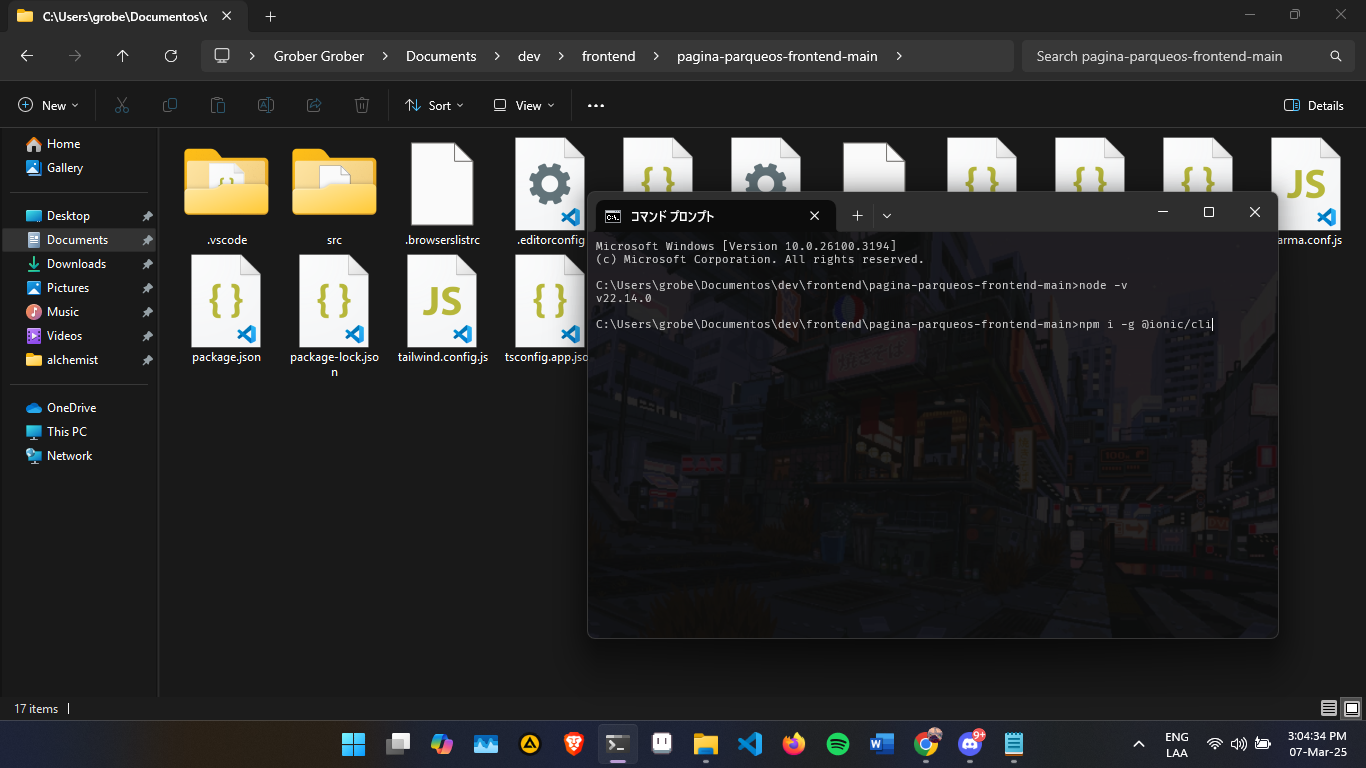 C:\Users\grobe\Documentos\d
Grober Grober
Documents
dev
frontend
pagina-parqueos-frontend-main
Search pagina-parqueos-frontend-main
New
Sort
View
Details
Home
Gallery
Desktop
Documents
Downloads
Pictures
Music
Videos
alchemist
OneDrive
This PC
Network
.vscode
src
.browserslistrc
.editorconfig
arma.conf.js
JS
package.json
package-lock.jso
n
JS
tailwind.config.js
tsconfig.app.jso
コマンド プロンプト
Microsoft Windows [Version 10.0.26100.3194]
(c) Microsoft Corporation. All rights reserved.
C:\Users\grobe\Documentos\dev\frontend\pagina-parqueos-frontend-main>node -v
v22.14.0
C:\Users\grobe\Documentos\dev\frontend\pagina-parqueos-frontend-main>npm i -g @ionic/cli
17 items
9+
ENG
LAA
3:04:34 PM
07-Mar-25